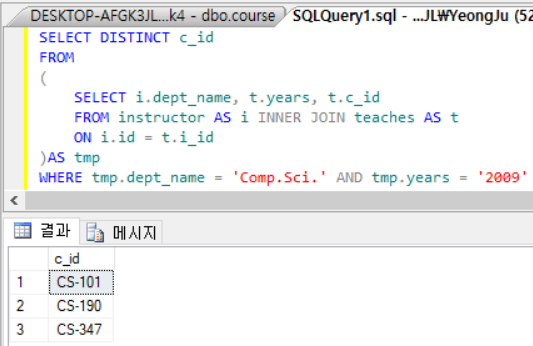 DESKTOP-AFGK3JL...k4 - dbo.course SQLQuery1.sql - ...JL₩YeongJu (52
SELECT DISTINCT c_id
FROM
(
SELECT i.dept_name, t.years, t.c_id
FROM instructor AS i INNER JOIN teaches AS t
ON i.id = t.i_id
)AS tmp
WHERE tmp.dept_name = 'Comp.Sci.' AND tmp.years = '2009'
결과 메시지
c_id
1 CS-101
2 CS-190
3 CS-347